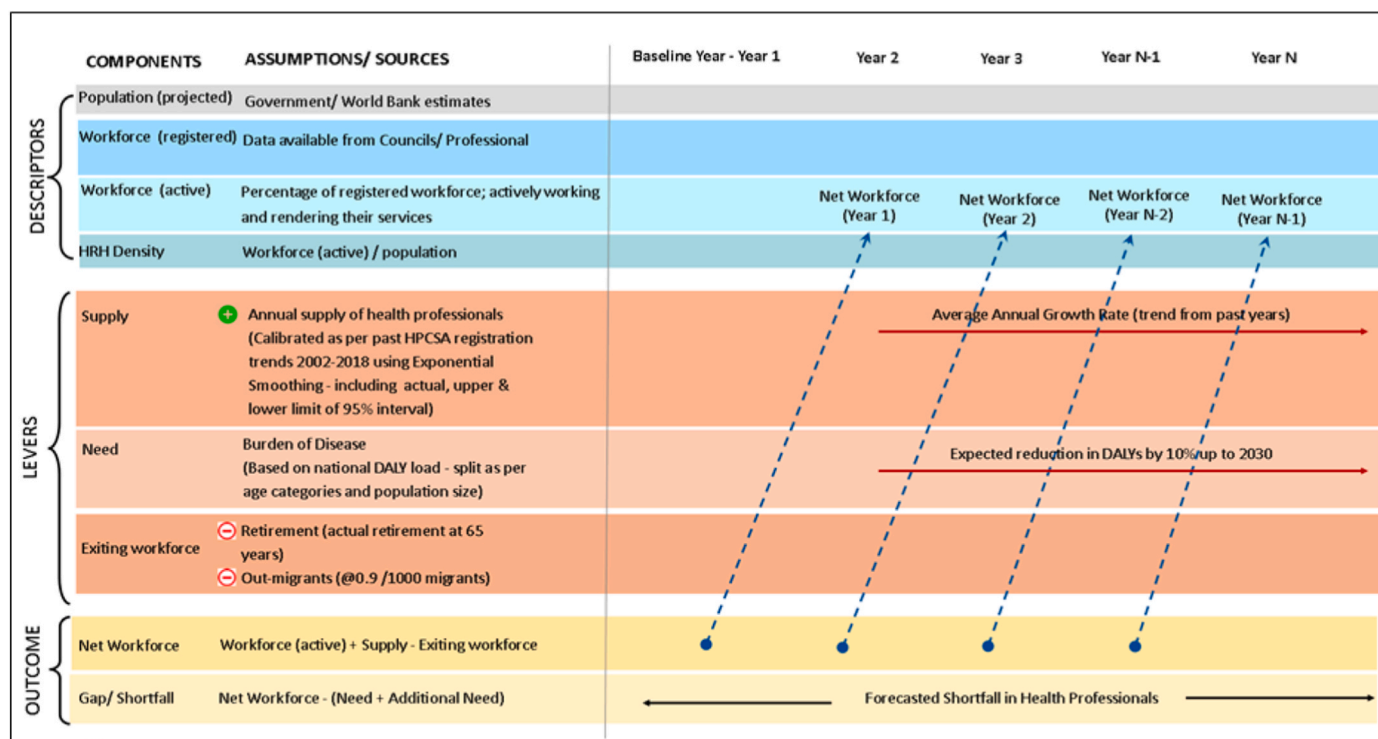 COMPONENTS ASSUMPTIONS/ SOURCES Baseline Year - Year 1 Year 2 Year 3 Year N-1 Year N
DESCRIPTORS
Population (projected) Government/ World Bank estimates
Workforce (registered) Data available from Councils/ Professional
Workforce (active) Percentage of registered workforce; actively working
and rendering their services
Net Workforce
(Year 1)
Net Workforce
(Year 2)
Net Workforce
(Year N-2)
Net Workforce
(Year N-1)
HRH Density Workforce (active) / population
LEVERS
Supply
Annual supply of health professionals
(Calibrated as per past HPCSA registration
trends 2002-2018 using Exponential
Smoothing - including actual, upper &
lower limit of 95% interval)
Average Annual Growth Rate (trend from past years)
Need
Burden of Disease
(Based on national DALY load - split as per
age categories and population size)
Expected reduction in DALYs by 10% up to 2030
Exiting workforce
Retirement (actual retirement at 65
years)
Out-migrants (@0.9 /1000 migrants)
OUTCOME
Net Workforce Workforce (active) + Supply - Exiting workforce
Gap/ Shortfall Net Workforce - (Need + Additional Need) Forecasted Shortfall in Health Professionals